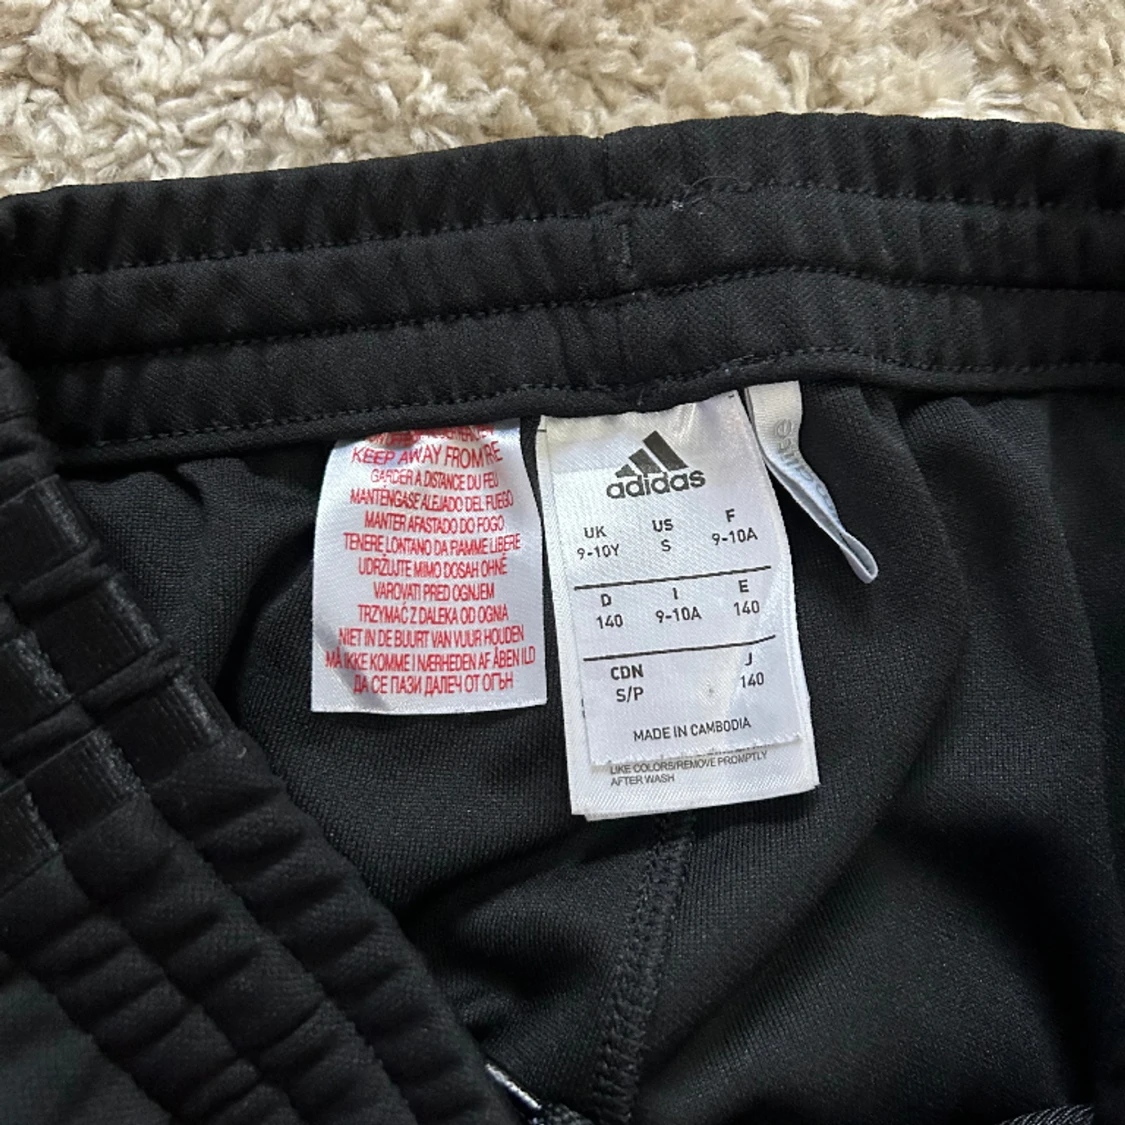 KEEP AWAY FROM FIRE
GARDER A DISTANCE DU FEU
MANTÉNGASE ALEJADO DEL FUEGO
MANTER AFASTADO DO FOGO
TENERE LONTANO DA FIAMME LIBERE
UDRŽUJTE MIMO DOSAH OHNĚ
VAROVATI PRED OGNJEM
TRZYMAĆ Z DALEKA OD OGNIA
NIET IN DE BUURT VAN VUUR HOUDEN
MÅ IKKE KOMME I NÆRHEDEN AF ÅBEN ILD
ДА СЕ ПАЗИ ДАЛЕЧ ОТ ОГЪН
adidas
UK US F
9-10Y S 9-10A
D I E
140 9-10A 140
CDN J
S/P 140
MADE IN CAMBODIA
LIKE COLORS/REMOVE PROMPTLY
AFTER WASH